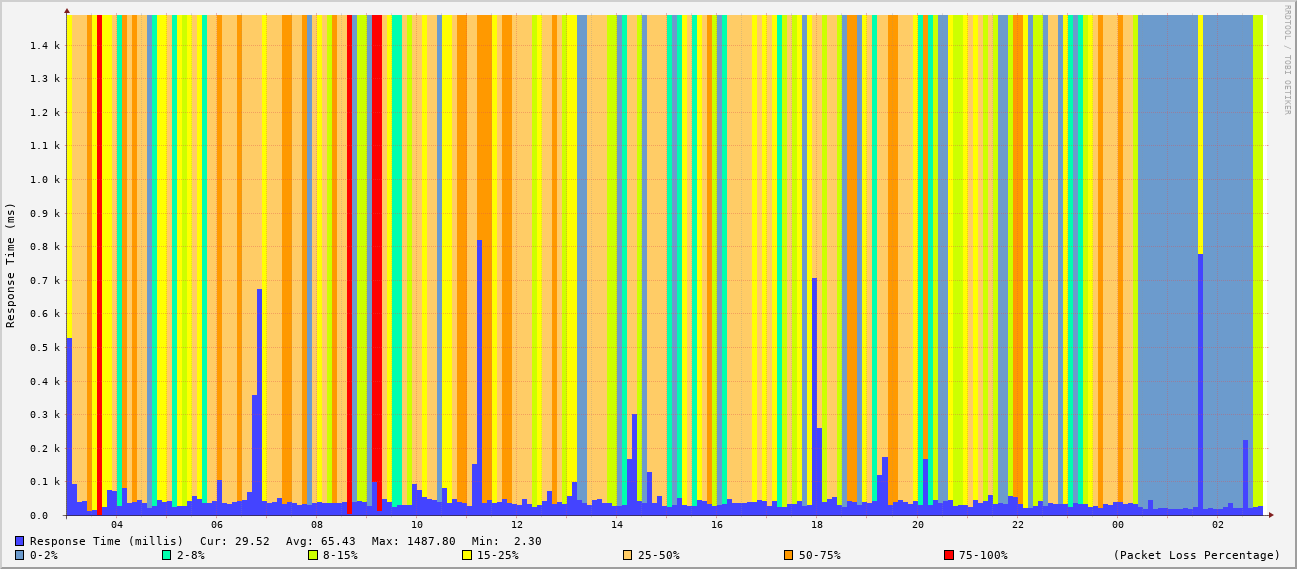 RRDTOOL / TOBI OETIKER
Response Time (ms)
1.4 k
1.3 k
1.2 k
1.1 k
1.0 k
0.9 k
0.8 k
0.7 k
0.6 k
0.5 k
0.4 k
0.3 k
0.2 k
0.1 k
0.0
04 06 08 10 12 14 16 18 20 22 00 02
Response Time (millis) Cur: 29.52 Avg: 65.43 Max: 1487.80 Min: 2.30
0-2% 2-8% 8-15% 15-25% 25-50% 50-75% 75-100% (Packet Loss Percentage)